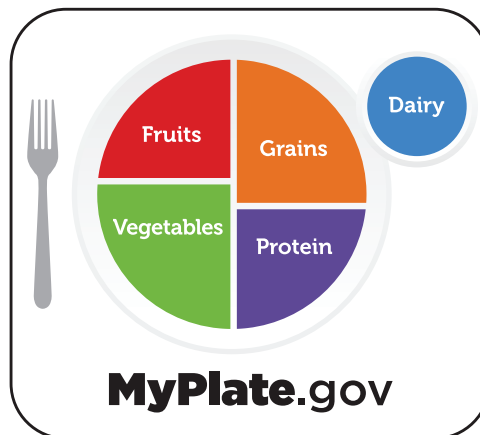 Fruits
Grains
Dairy
Vegetables
Protein
MyPlate.gov